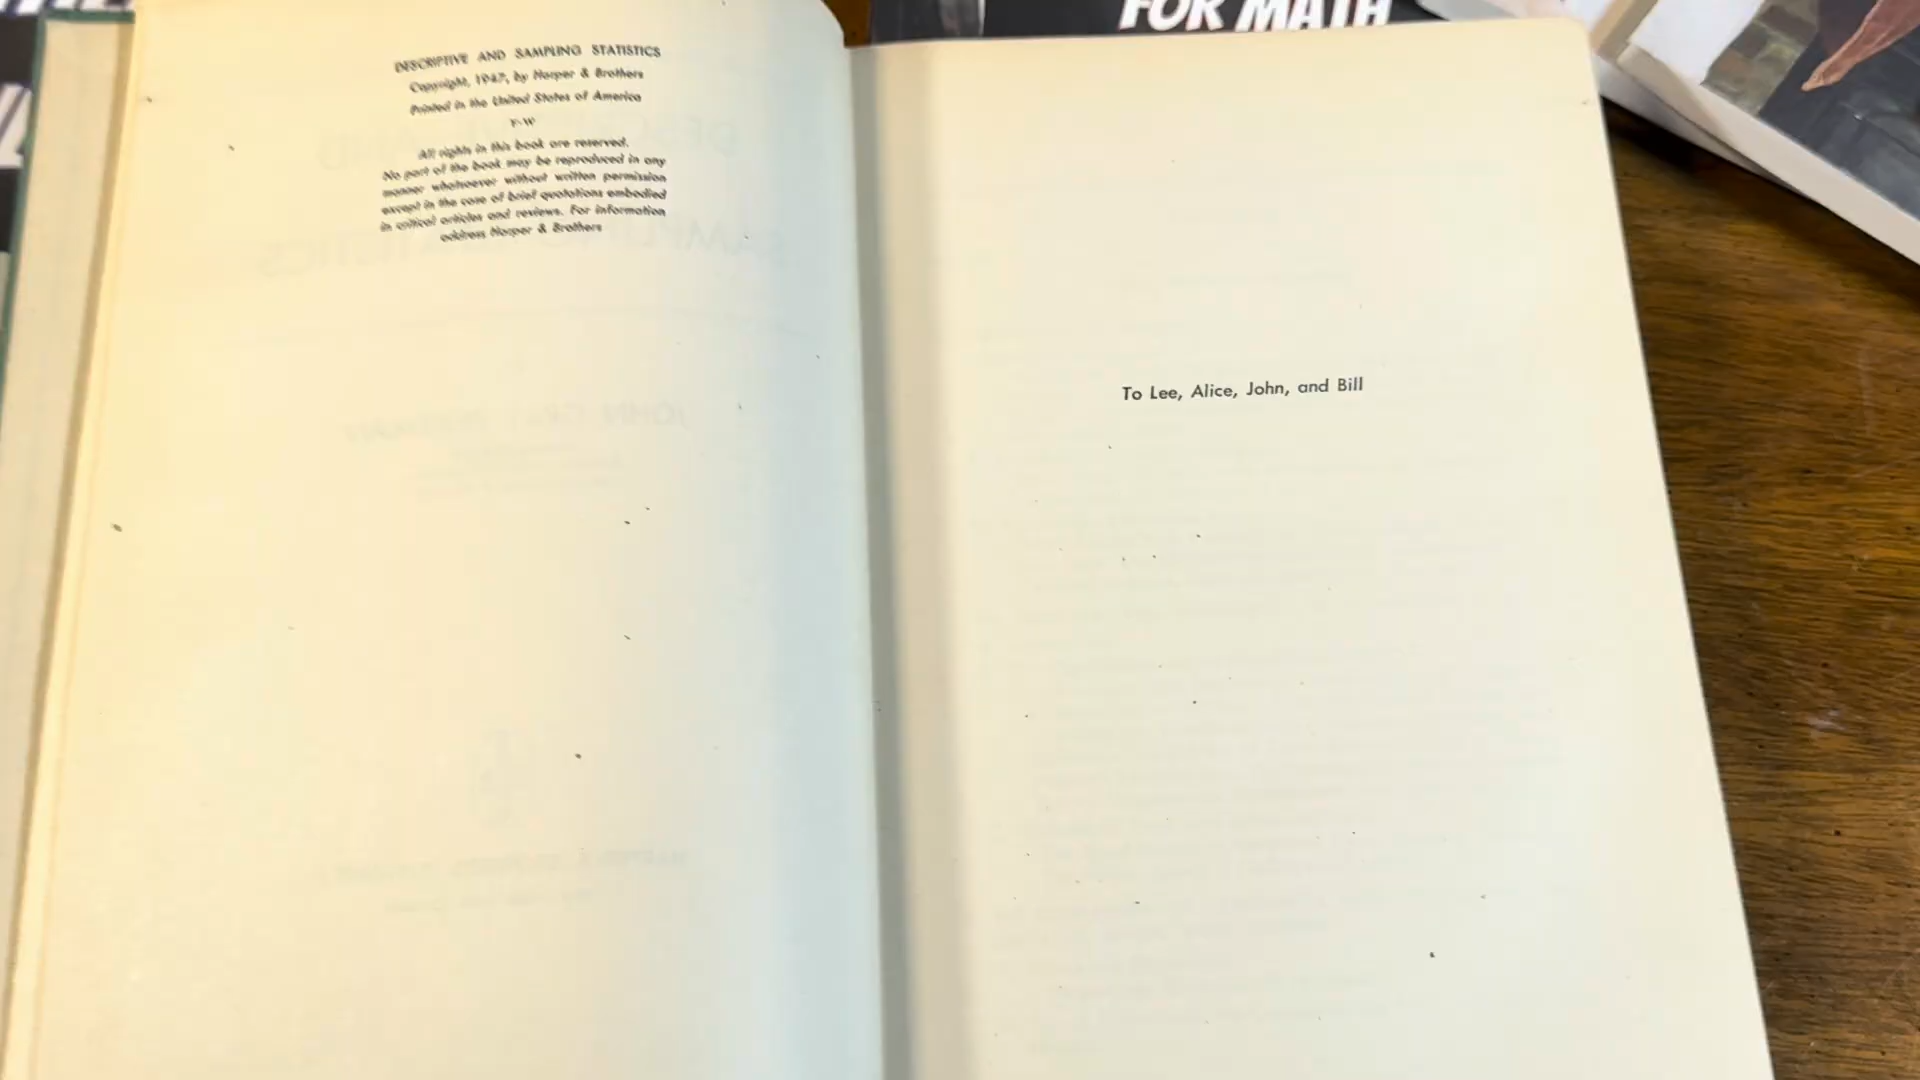 FOR MATH
DESCRIPTIVE AND SAMPLING STATISTICS
Copyright, 1947, by Harper & Brothers
Printed in the United States of America
F-W
All rights in this book are reserved.
No part of the book may be reproduced in any
manner whatsoever without written permission
except in the case of brief quotations embodied
in critical articles and reviews. For information
address Harper & Brothers
To Lee, Alice, John, and Bill